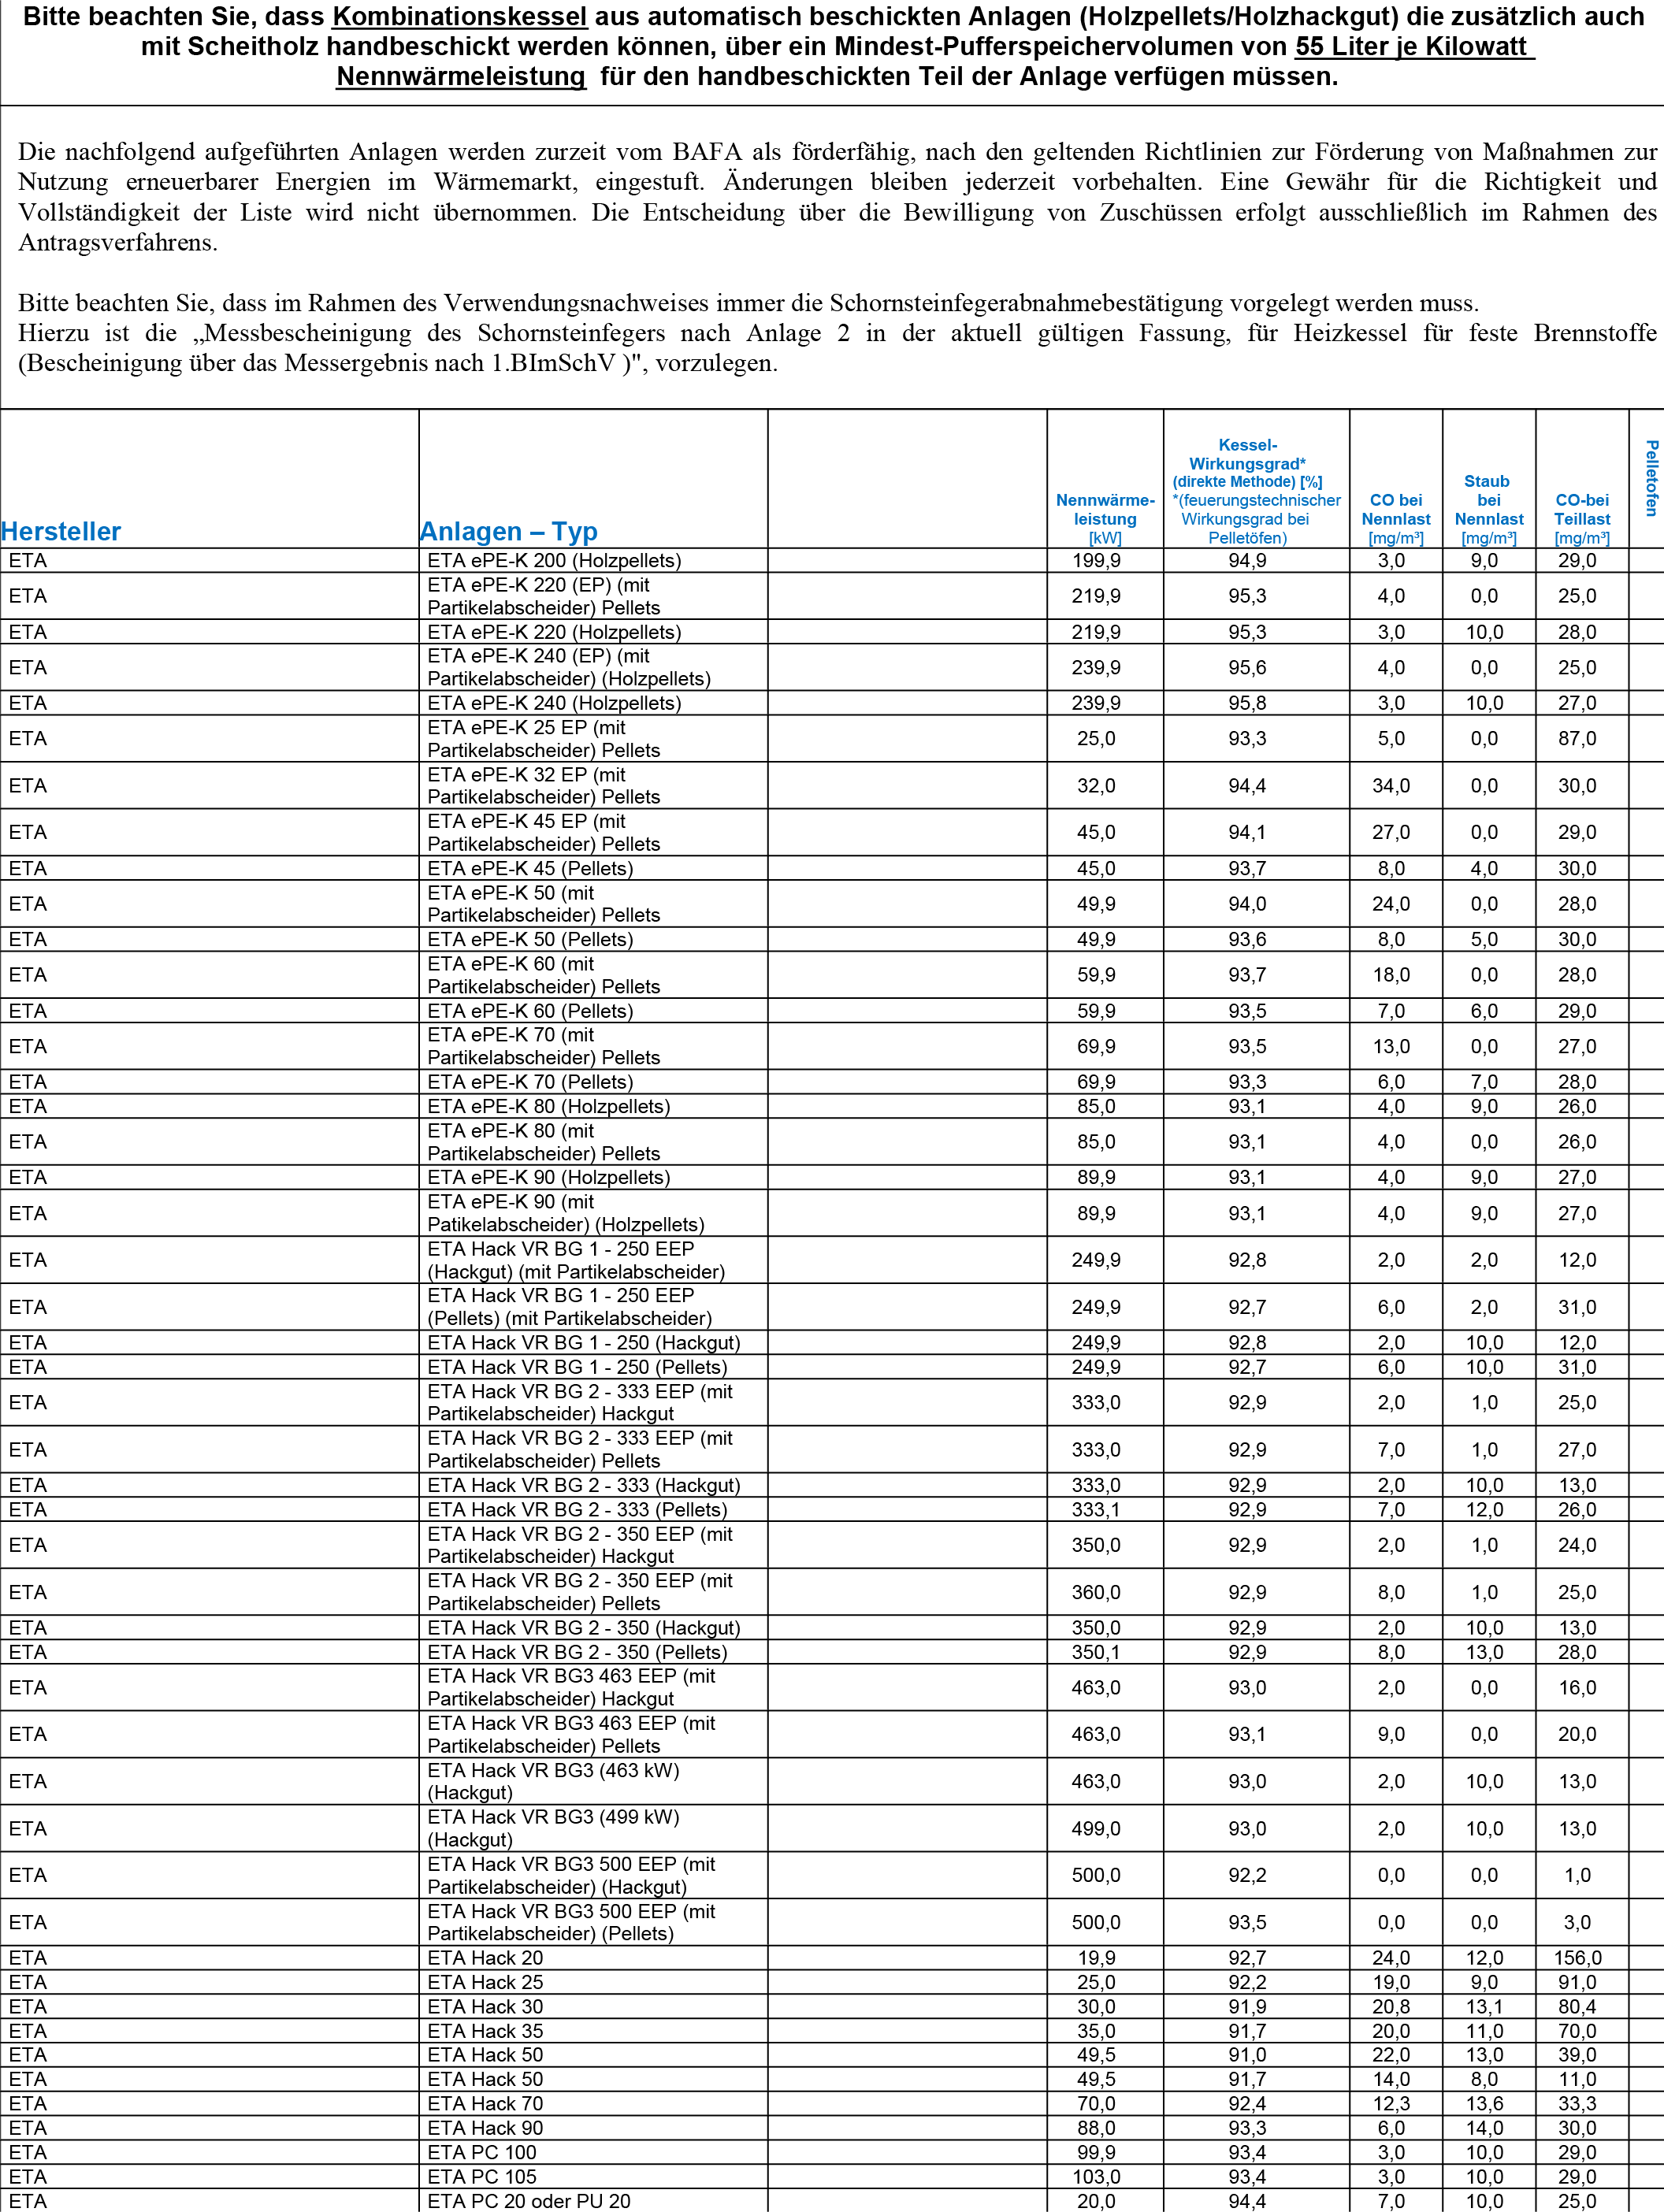 Bitte beachten Sie, dass Kombinationskessel aus automatisch beschickten Anlagen (Holzpellets/Holzhackgut) die zusätzlich auch
mit Scheitholz handbeschickt werden können, über ein Mindest-Pufferspeichervolumen von 55 Liter je Kilowatt
Nennwärmeleistung für den handbeschickten Teil der Anlage verfügen müssen.
Die nachfolgend aufgeführten Anlagen werden zurzeit vom BAFA als förderfähig, nach den geltenden Richtlinien zur Förderung von Maßnahmen zur
Nutzung erneuerbarer Energien im Wärmemarkt, eingestuft. Änderungen bleiben jederzeit vorbehalten. Eine Gewähr für die Richtigkeit und
Vollständigkeit der Liste wird nicht übernommen. Die Entscheidung über die Bewilligung von Zuschüssen erfolgt ausschließlich im Rahmen des
Antragsverfahrens.
Bitte beachten Sie, dass im Rahmen des Verwendungsnachweises immer die Schornsteinfegerabnahmebestätigung vorgelegt werden muss.
Hierzu ist die „Messbescheinigung des Schornsteinfegers nach Anlage 2 in der aktuell gültigen Fassung, für Heizkessel für feste Brennstoffe
(Bescheinigung über das Messergebnis nach 1.BImSchV )", vorzulegen.
Hersteller
Anlagen – Typ
Nennwärme-
leistung
[kW]
Kessel-
Wirkungsgrad*
(direkte Methode) [%]
*(feuerungstechnischer
Wirkungsgrad bei
Pelletöfen)
CO bei
Nennlast
[mg/m³]
Staub
bei
Nennlast
[mg/m³]
CO-bei
Teillast
[mg/m³]
Pelletofen
ETA ETA ePE-K 200 (Holzpellets) 199,9 94,9 3,0 9,0 29,0
ETA ETA ePE-K 220 (EP) (mit
Partikelabscheider) Pellets 219,9 95,3 4,0 0,0 25,0
ETA ETA ePE-K 220 (Holzpellets) 219,9 95,3 3,0 10,0 28,0
ETA ETA ePE-K 240 (EP) (mit
Partikelabscheider) (Holzpellets) 239,9 95,6 4,0 0,0 25,0
ETA ETA ePE-K 240 (Holzpellets) 239,9 95,8 3,0 10,0 27,0
ETA ETA ePE-K 25 EP (mit
Partikelabscheider) Pellets 25,0 93,3 5,0 0,0 87,0
ETA ETA ePE-K 32 EP (mit
Partikelabscheider) Pellets 32,0 94,4 34,0 0,0 30,0
ETA ETA ePE-K 45 EP (mit
Partikelabscheider) Pellets 45,0 94,1 27,0 0,0 29,0
ETA ETA ePE-K 45 (Pellets) 45,0 93,7 8,0 4,0 30,0
ETA ETA ePE-K 50 (mit
Partikelabscheider) Pellets 49,9 94,0 24,0 0,0 28,0
ETA ETA ePE-K 50 (Pellets) 49,9 93,6 8,0 5,0 30,0
ETA ETA ePE-K 60 (mit
Partikelabscheider) Pellets 59,9 93,7 18,0 0,0 28,0
ETA ETA ePE-K 60 (Pellets) 59,9 93,5 7,0 6,0 29,0
ETA ETA ePE-K 70 (mit
Partikelabscheider) Pellets 69,9 93,5 13,0 0,0 27,0
ETA ETA ePE-K 70 (Pellets) 69,9 93,3 6,0 7,0 28,0
ETA ETA ePE-K 80 (Holzpellets) 85,0 93,1 4,0 9,0 26,0
ETA ETA ePE-K 80 (mit
Partikelabscheider) Pellets 85,0 93,1 4,0 0,0 26,0
ETA ETA ePE-K 90 (Holzpellets) 89,9 93,1 4,0 9,0 27,0
ETA ETA ePE-K 90 (mit
Patikelabscheider) (Holzpellets) 89,9 93,1 4,0 9,0 27,0
ETA ETA Hack VR BG 1 - 250 EEP
(Hackgut) (mit Partikelabscheider) 249,9 92,8 2,0 2,0 12,0
ETA ETA Hack VR BG 1 - 250 EEP
(Pellets) (mit Partikelabscheider) 249,9 92,7 6,0 2,0 31,0
ETA ETA Hack VR BG 1 - 250 (Hackgut) 249,9 92,8 2,0 10,0 12,0
ETA ETA Hack VR BG 1 - 250 (Pellets) 249,9 92,7 6,0 10,0 31,0
ETA ETA Hack VR BG 2 - 333 EEP (mit
Partikelabscheider) Hackgut 333,0 92,9 2,0 1,0 25,0
ETA ETA Hack VR BG 2 - 333 EEP (mit
Partikelabscheider) Pellets 333,0 92,9 7,0 1,0 27,0
ETA ETA Hack VR BG 2 - 333 (Hackgut) 333,0 92,9 2,0 10,0 13,0
ETA ETA Hack VR BG 2 - 333 (Pellets) 333,1 92,9 7,0 12,0 26,0
ETA ETA Hack VR BG 2 - 350 EEP (mit
Partikelabscheider) Hackgut 350,0 92,9 2,0 1,0 24,0
ETA ETA Hack VR BG 2 - 350 EEP (mit
Partikelabscheider) Pellets 360,0 92,9 8,0 1,0 25,0
ETA ETA Hack VR BG 2 - 350 (Hackgut) 350,0 92,9 2,0 10,0 13,0
ETA ETA Hack VR BG 2 - 350 (Pellets) 350,1 92,9 8,0 13,0 28,0
ETA ETA Hack VR BG3 463 EEP (mit
Partikelabscheider) Hackgut 463,0 93,0 2,0 0,0 16,0
ETA ETA Hack VR BG3 463 EEP (mit
Partikelabscheider) Pellets 463,0 93,1 9,0 0,0 20,0
ETA ETA Hack VR BG3 (463 kW)
(Hackgut) 463,0 93,0 2,0 10,0 13,0
ETA ETA Hack VR BG3 (499 kW)
(Hackgut) 499,0 93,0 2,0 10,0 13,0
ETA ETA Hack VR BG3 500 EEP (mit
Partikelabscheider) (Hackgut) 500,0 92,2 0,0 0,0 1,0
ETA ETA Hack VR BG3 500 EEP (mit
Partikelabscheider) (Pellets) 500,0 93,5 0,0 0,0 3,0
ETA ETA Hack 20 19,9 92,7 24,0 12,0 156,0
ETA ETA Hack 25 25,0 92,2 19,0 9,0 91,0
ETA ETA Hack 30 30,0 91,9 20,8 13,1 80,4
ETA ETA Hack 35 35,0 91,7 20,0 11,0 70,0
ETA ETA Hack 50 49,5 91,0 22,0 13,0 39,0
ETA ETA Hack 50 49,5 91,7 14,0 8,0 11,0
ETA ETA Hack 70 70,0 92,4 12,3 13,6 33,3
ETA ETA Hack 90 88,0 93,3 6,0 14,0 30,0
ETA ETA PC 100 99,9 93,4 3,0 10,0 29,0
ETA ETA PC 105 103,0 93,4 3,0 10,0 29,0
ETA ETA PC 20 oder PU 20 20,0 94,4 7,0 10,0 25,0